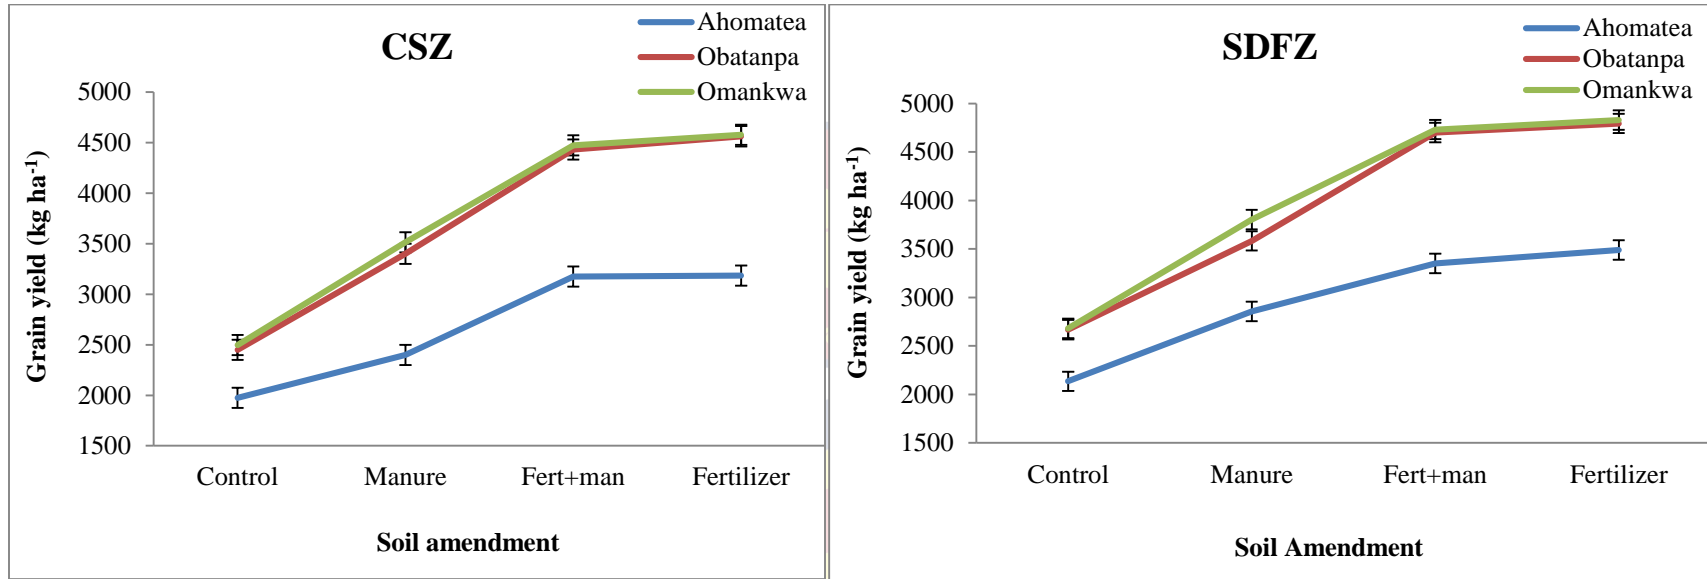 CSZ
Ahomatea
Obatanpa
Omankwa
Grain yield (kg ha⁻¹)
5000
4500
4000
3500
3000
2500
2000
1500
Control Manure Fert+man Fertilizer
Soil amendment
SDFZ
Ahomatea
Obatanpa
Omankwa
Grain yield (kg ha⁻¹)
5000
4500
4000
3500
3000
2500
2000
1500
Control Manure Fert+man Fertilizer
Soil Amendment